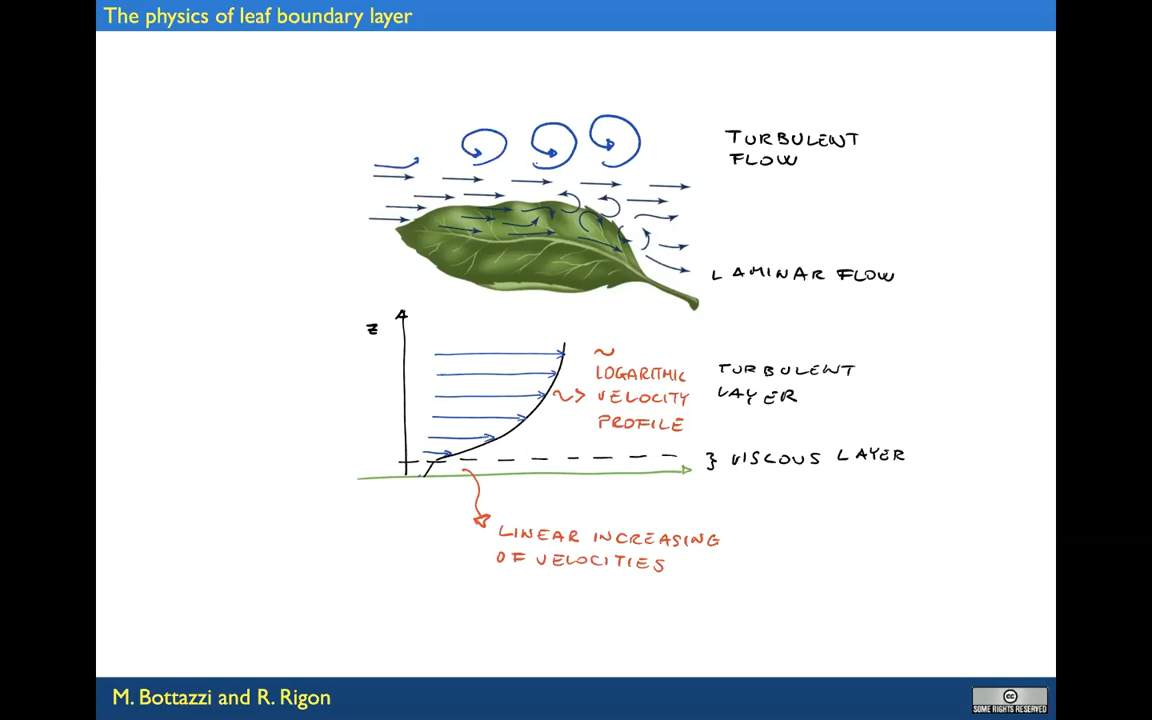 The physics of leaf boundary layer
TURBULENT
FLOW
LAMINAR FLOW
Z
~
LOGARITHMIC
VELOCITY
PROFILE
TURBULENT
LAYER
} VISCOUS LAYER
LINEAR INCREASING
OF VELOCITIES
M. Bottazzi and R. Rigon
cc
SOME RIGHTS RESERVED